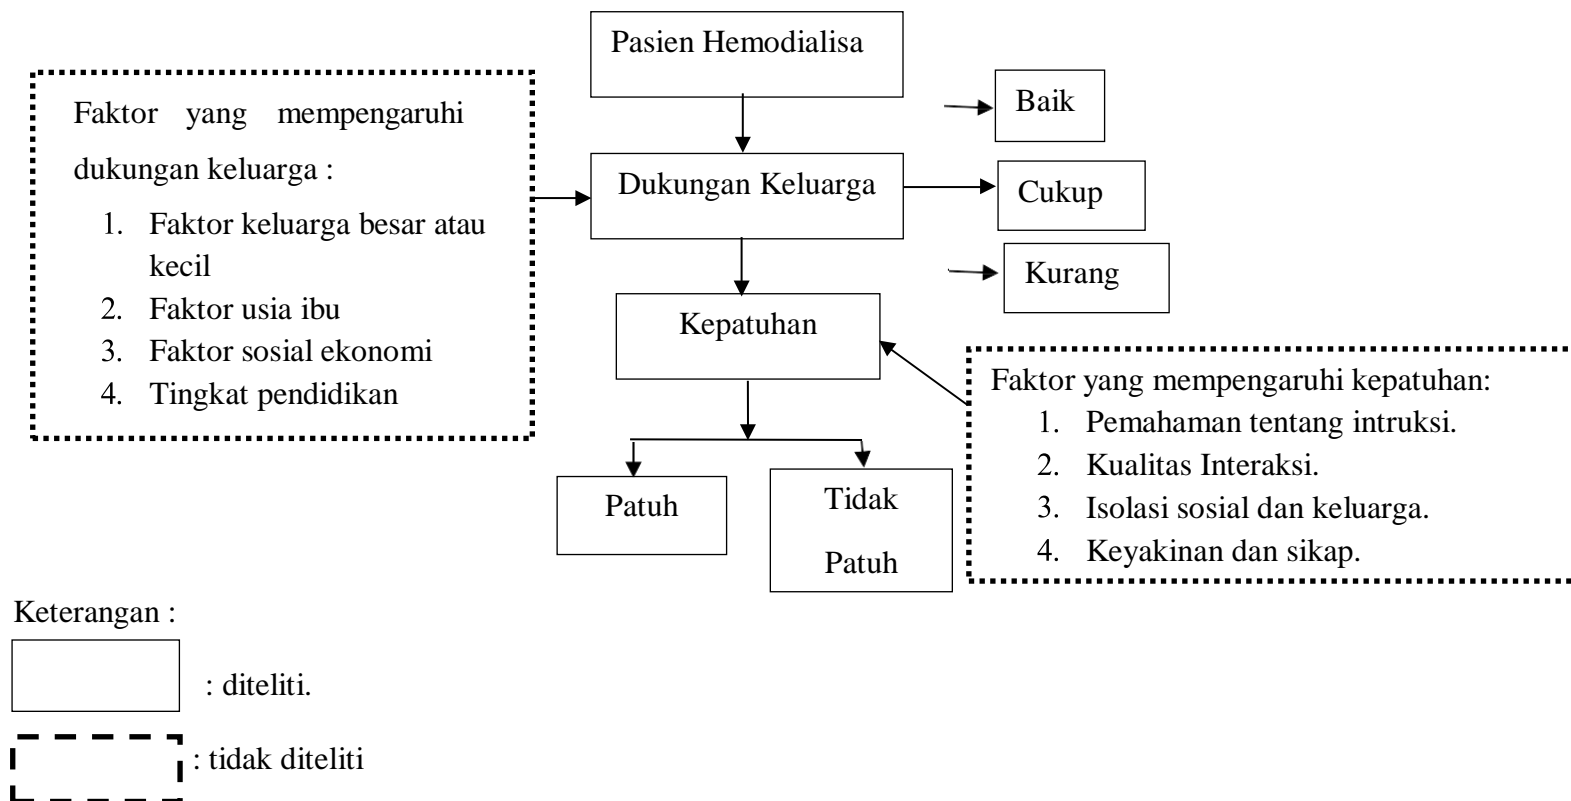 Pasien Hemodialisa
Faktor yang mempengaruhi
dukungan keluarga :
1. Faktor keluarga besar atau
kecil
2. Faktor usia ibu
3. Faktor sosial ekonomi
4. Tingkat pendidikan
Dukungan Keluarga
Baik
Cukup
Kurang
Kepatuhan
Faktor yang mempengaruhi kepatuhan:
1. Pemahaman tentang intruksi.
2. Kualitas Interaksi.
3. Isolasi sosial dan keluarga.
4. Keyakinan dan sikap.
Patuh
Tidak
Patuh
Keterangan :
: diteliti.
: tidak diteliti